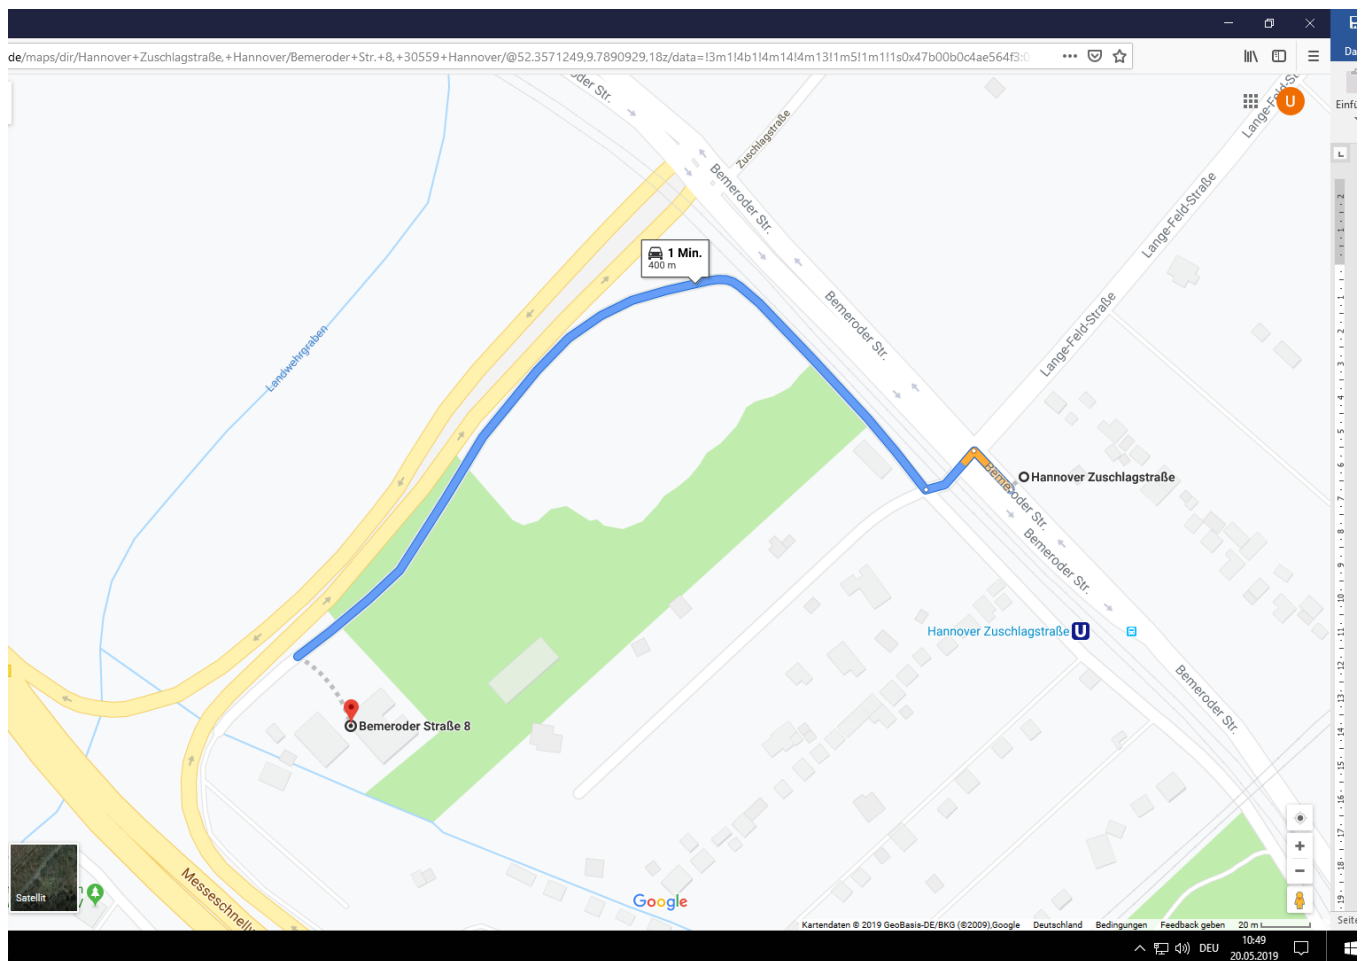 de/maps/dir/Hannover+Zuschlagstraße,+Hannover/Bemeroder+Str.+8,+30559+Hannover/@52.3571249,9.7890929,18z/data=!3m1!4b1!4m14!4m13!1m5!1m1!1s0x47b00b0c4ae564f3:0
Da
Einfü
U
Bemeroder Str.
Zuschlagstraße
Lange-Feld-Straße
Bemeroder Str.
Lange-Feld-Straße
1 Min.
400 m
Bemeroder Str.
Lange-Feld-Straße
Landwehrgraben
Hannover Zuschlagstraße
Bemeroder Str.
Bemeroder Str.
Hannover Zuschlagstraße U
Bemeroder Str.
Bemeroder Straße 8
Messeschnellw
Satellit
Google
Kartendaten © 2019 GeoBasis-DE/BKG (©2009),Google Deutschland Bedingungen Feedback geben 20 m
Seite
DEU
10:49
20.05.2019